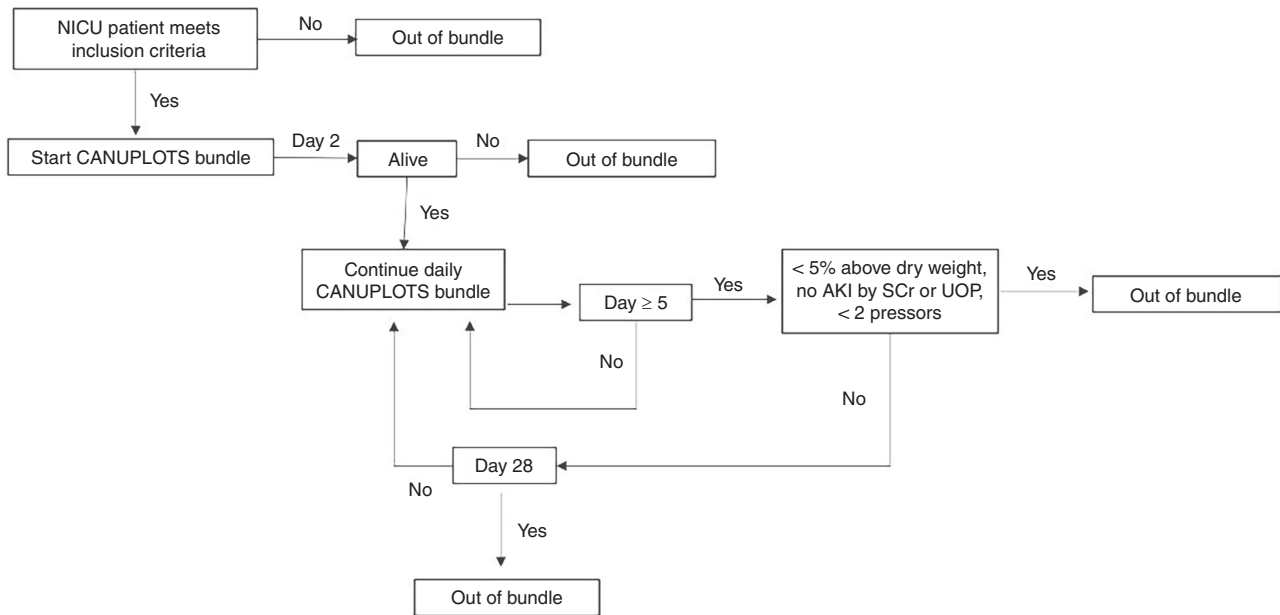 NICU patient meets
inclusion criteria
No
Out of bundle
Yes
Start CANUPLOTS bundle
Day 2
Alive
No
Out of bundle
Yes
Continue daily
CANUPLOTS bundle
Day ≥ 5
Yes
< 5% above dry weight,
no AKI by SCr or UOP,
< 2 pressors
Yes
Out of bundle
No
No
Day 28
No
Yes
Out of bundle